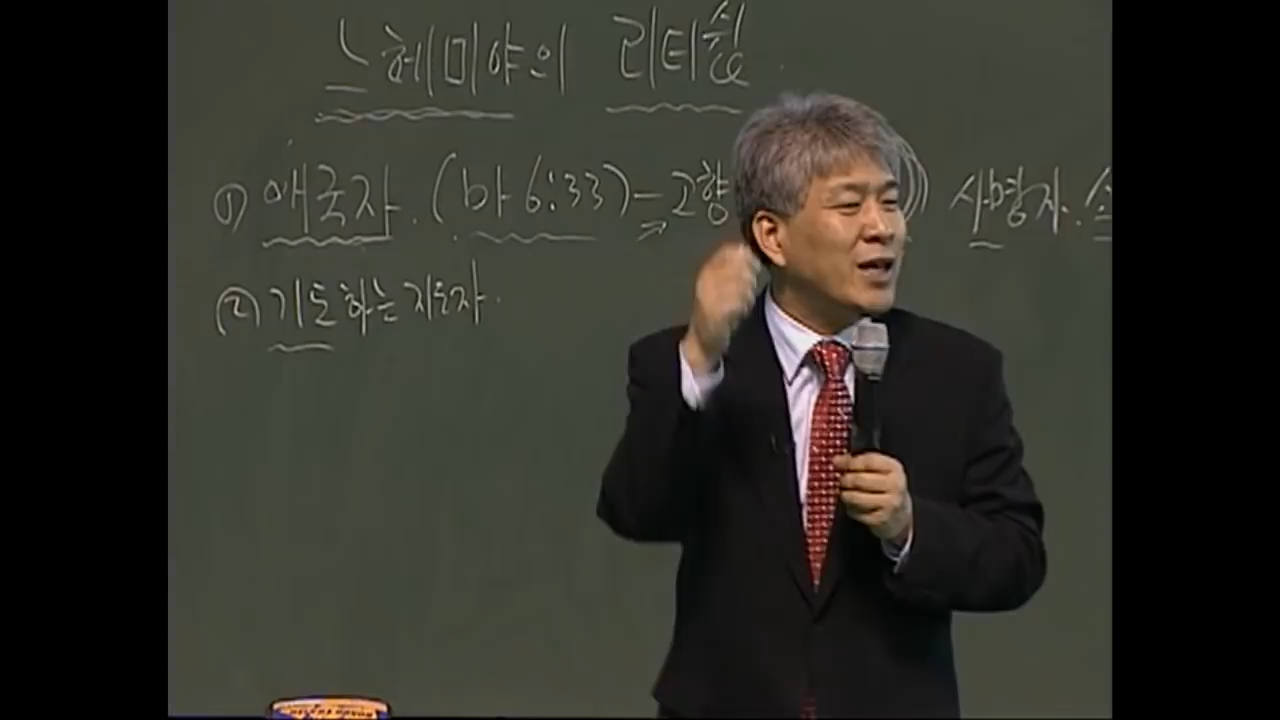 느헤미야의 리더쉽.
(1) 애국자. (마 6:33) → 고향 사명자.
(2) 기도하는 지도자.